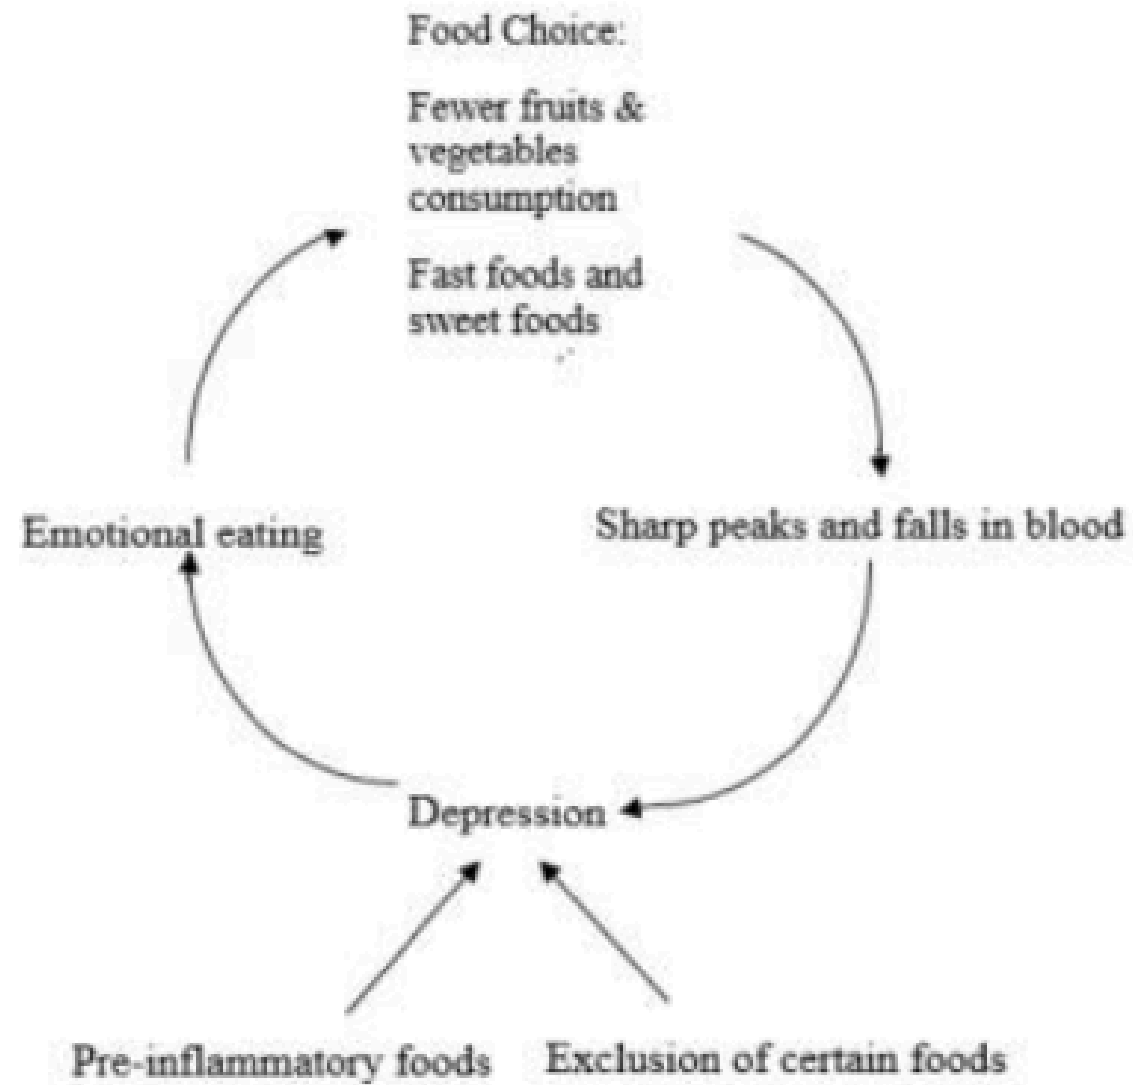 Food Choice:
Fewer fruits &
vegetables
consumption
Fast foods and
sweet foods
Emotional eating
Sharp peaks and falls in blood
Depression
Pre-inflammatory foods
Exclusion of certain foods